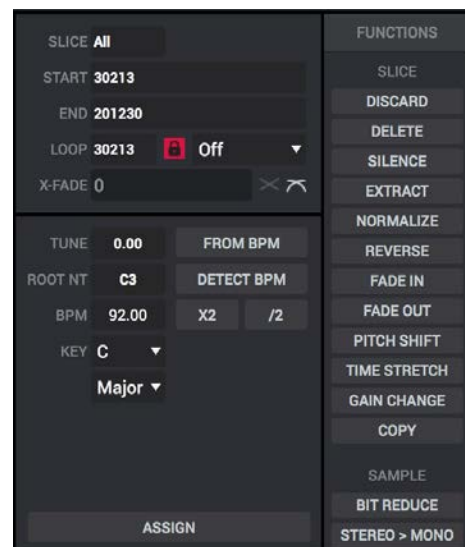 SLICE All
START 30213
END 201230
LOOP 30213 Off
X-FADE 0
TUNE 0.00 FROM BPM
ROOT NT C3 DETECT BPM
BPM 92.00 X2 /2
KEY C
Major
ASSIGN
FUNCTIONS
SLICE
DISCARD
DELETE
SILENCE
EXTRACT
NORMALIZE
REVERSE
FADE IN
FADE OUT
PITCH SHIFT
TIME STRETCH
GAIN CHANGE
COPY
SAMPLE
BIT REDUCE
STEREO > MONO